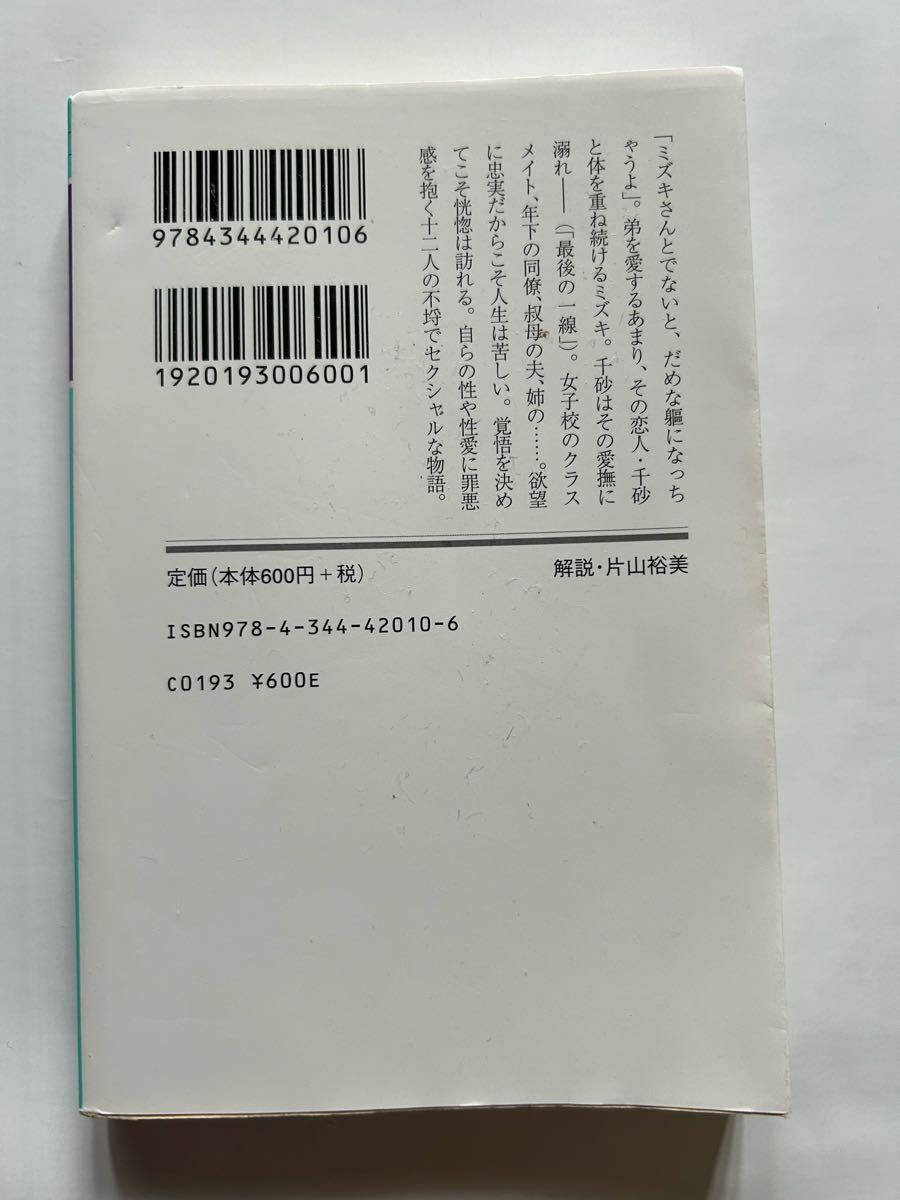 「ミズキさんとでないと、だめな軀になっち
ゃうよ」。弟を愛するあまり、その恋人・千砂
と体を重ね続けるミズキ。千砂はその愛撫に
溺れ――（「最後の一線」）。女子校のクラス
メイト、年下の同僚、叔母の夫、姉の……。欲望
に忠実だからこそ人生は苦しい。覚悟を決め
てこそ恍惚は訪れる。自らの性や性愛に罪悪
感を抱く十二人の不埒でセクシャルな物語。
9784344420106
1920193006001
解説・片山裕美
定価（本体600円＋税）
ISBN978-4-344-42010-6
C0193 ¥600E